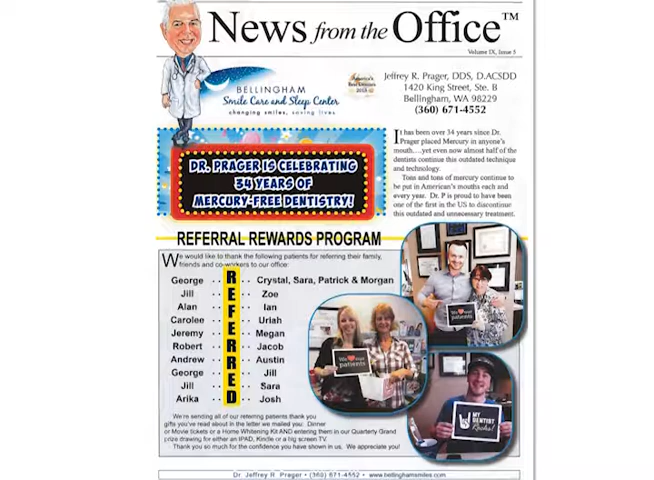 News from the Office™
Volume IX, Issue 5
BELLINGHAM
Smile Care and Sleep Center
changing smiles, saving lives.
America's
Best Dentists
Jeffrey R. Prager, DDS, D.ACSDD
1420 King Street, Ste. B
Bellingham, WA 98229
(360) 671-4552
DR. PRAGER IS CELEBRATING
34 YEARS OF
MERCURY-FREE DENTISTRY!
It has been over 34 years since Dr.
Prager placed Mercury in anyone's
mouth....yet even now almost half of the
dentists continue this outdated technique
and technology.
Tons and tons of mercury continue to
be put in American's mouths each and
every year. Dr. P is proud to have been
one of the first in the US to discontinue
this outdated and unnecessary treatment.
REFERRAL REWARDS PROGRAM
We would like to thank the following patients for referring their family,
friends and co-workers to our office:
REFERRED
George .. .. Crystal, Sara, Patrick & Morgan
Jill .. .. Zoe
Alan .. .. Ian
Carolee .. .. Uriah
Jeremy .. .. Megan
Robert .. .. Jacob
Andrew .. .. Austin
George .. .. Jill
Jill .. .. Sara
Arika .. .. Josh
We ♥ our
patients
We ♥ our
patients
MY
DENTIST
Rocks!
We're sending all of our referring patients thank you
gifts you've read about in the letter we mailed you: Dinner
or Movie tickets or a Home Whitening Kit AND entering them in our Quarterly Grand
prize drawing for either an IPAD, Kindle or a big screen TV.
Thank you so much for the confidence you have shown in us. We appreciate you!
Dr. Jeffrey R. Prager • (360) 671-4552 • www.bellinghamsmiles.com